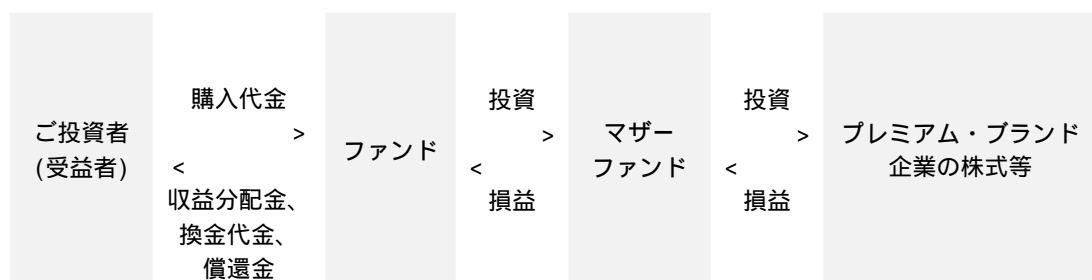 ご投資者
(受益者)
購入代金
>
<
収益分配金、
換金代金、
償還金
ファンド
投資
>
<
損益
マザー
ファンド
投資
>
<
損益
プレミアム・ブランド
企業の株式等